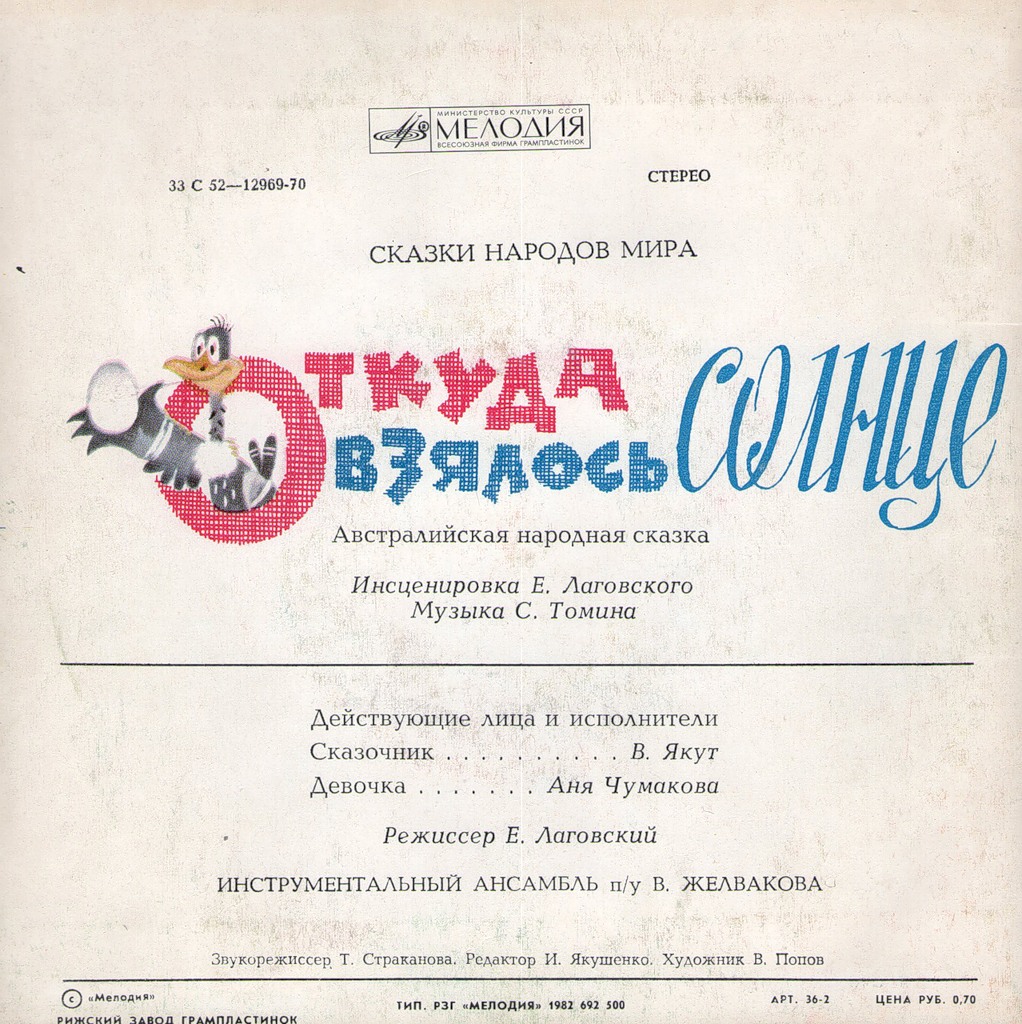 МИНИСТЕРСТВО КУЛЬТУРЫ СССР
МЕЛОДИЯ
ВСЕСОЮЗНАЯ ФИРМА ГРАМПЛАСТИНОК
33 С 52—12969-70
СТЕРЕО
СКАЗКИ НАРОДОВ МИРА
ОТКУДА
ВЗЯЛОСЬ
СОЛНЦЕ
Австралийская народная сказка
Инсценировка Е. Лаговского
Музыка С. Томина
Действующие лица и исполнители
Сказочник . . . . . . . . . . В. Якут
Девочка . . . . . . . Аня Чумакова
Режиссер Е. Лаговский
ИНСТРУМЕНТАЛЬНЫЙ АНСАМБЛЬ п/у В. ЖЕЛВАКОВА
Звукорежиссер Т. Страканова. Редактор И. Якушенко. Художник В. Попов
© «Мелодия»
РИЖСКИЙ ЗАВОД ГРАМПЛАСТИНОК
ТИП. РЗГ «МЕЛОДИЯ» 1982 692 500
АРТ. 36-2
ЦЕНА РУБ. 0,70